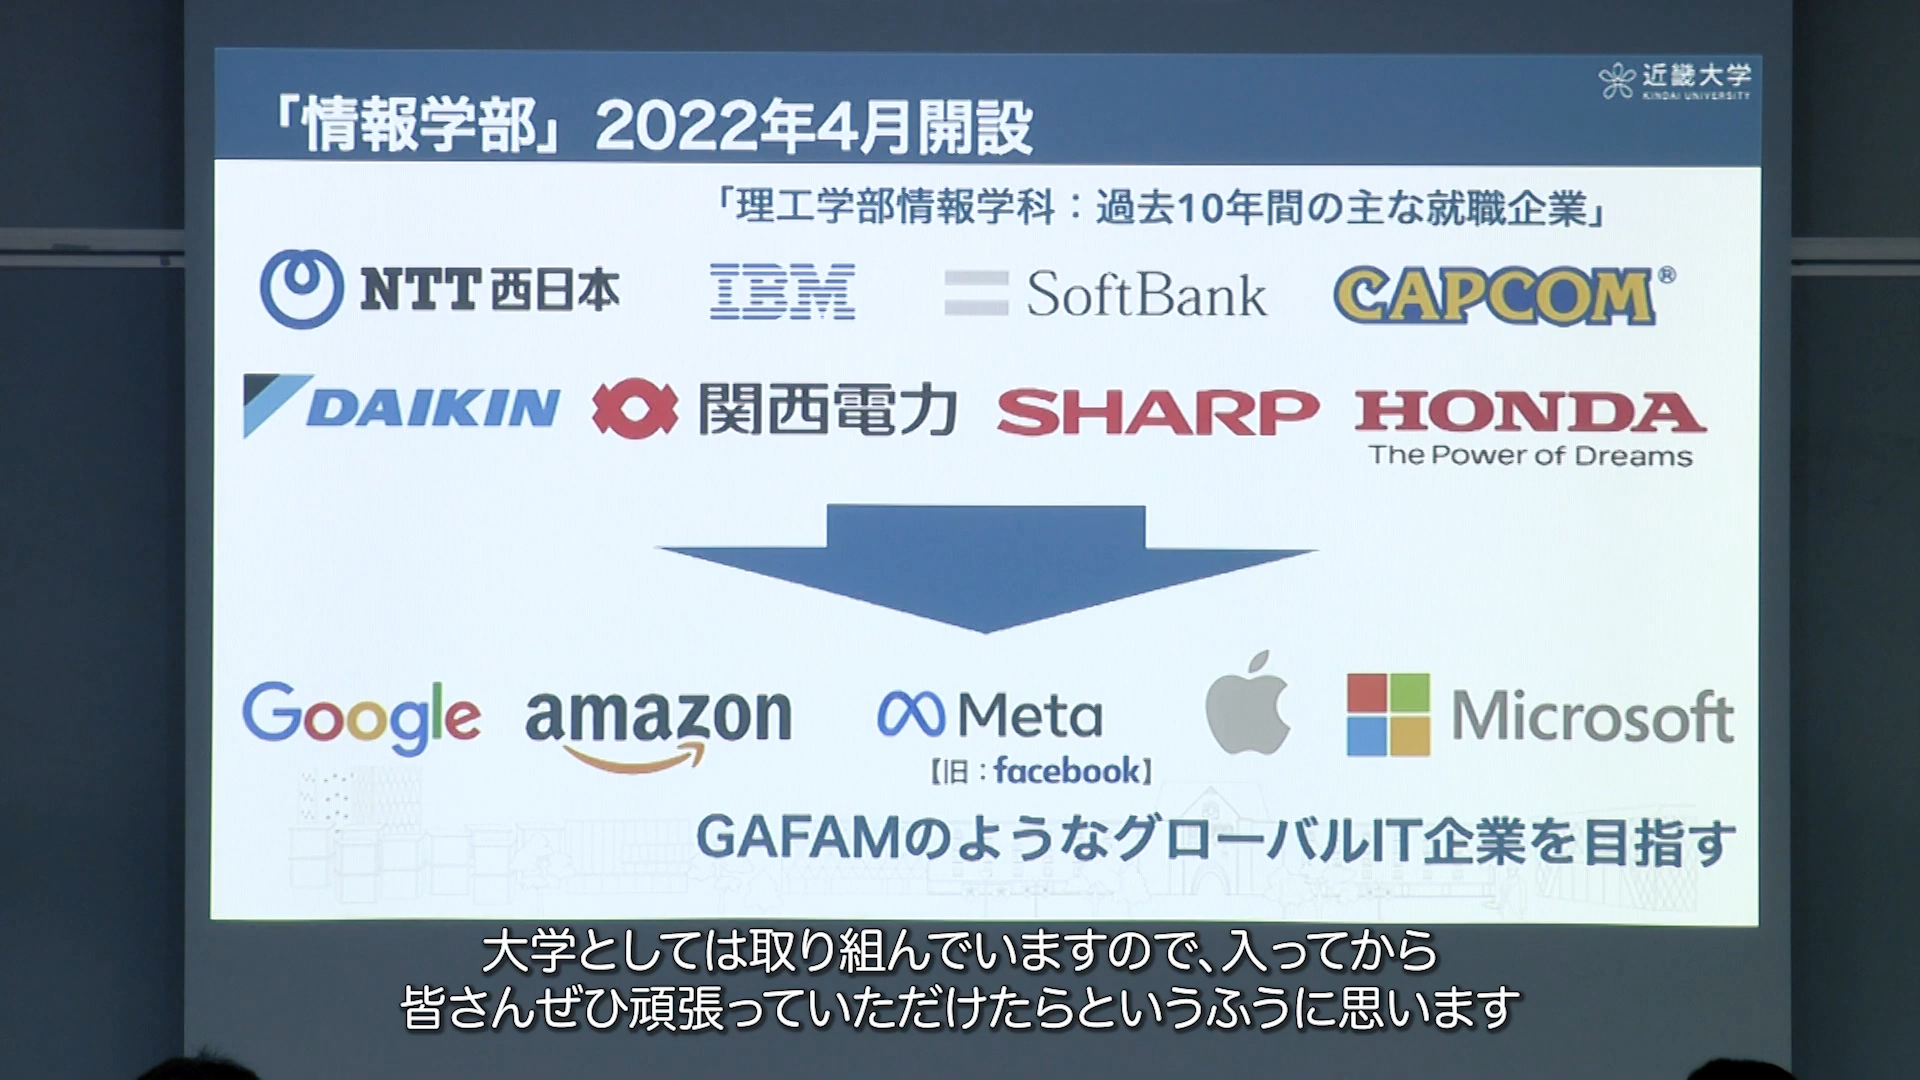 近畿大学
KINDAI UNIVERSITY
「情報学部」2022年4月開設
「理工学部情報学科：過去10年間の主な就職企業」
NTT西日本 IBM SoftBank CAPCOM®
DAIKIN 関西電力 SHARP HONDA
The Power of Dreams
Google amazon Meta Microsoft
【旧：facebook】
GAFAMのようなグローバルIT企業を目指す
大学としては取り組んでいますので、入ってから
皆さんぜひ頑張っていただけたらというふうに思います